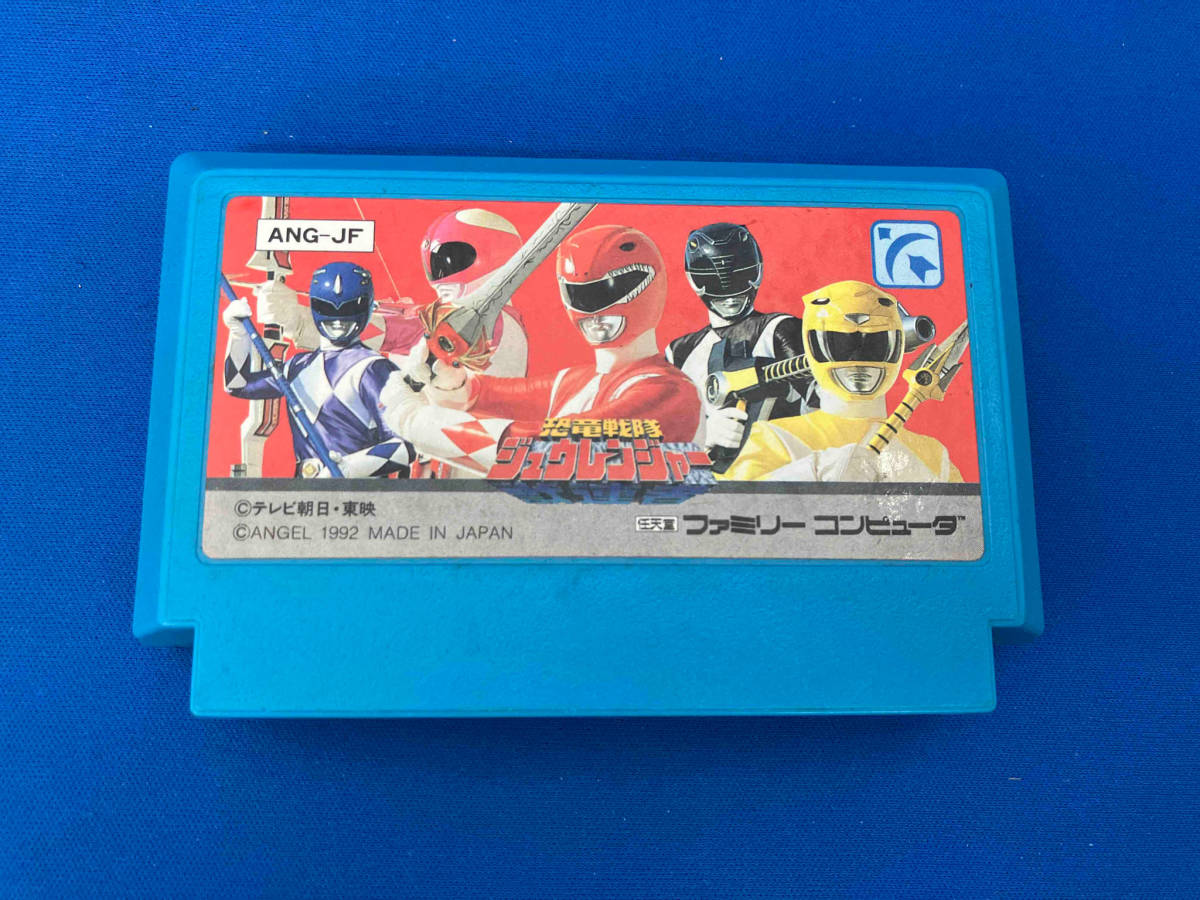 ANG-JF
恐竜戦隊
ジュウレンジャー
©テレビ朝日・東映
©ANGEL 1992 MADE IN JAPAN
任天堂 ファミリー コンピュータ™